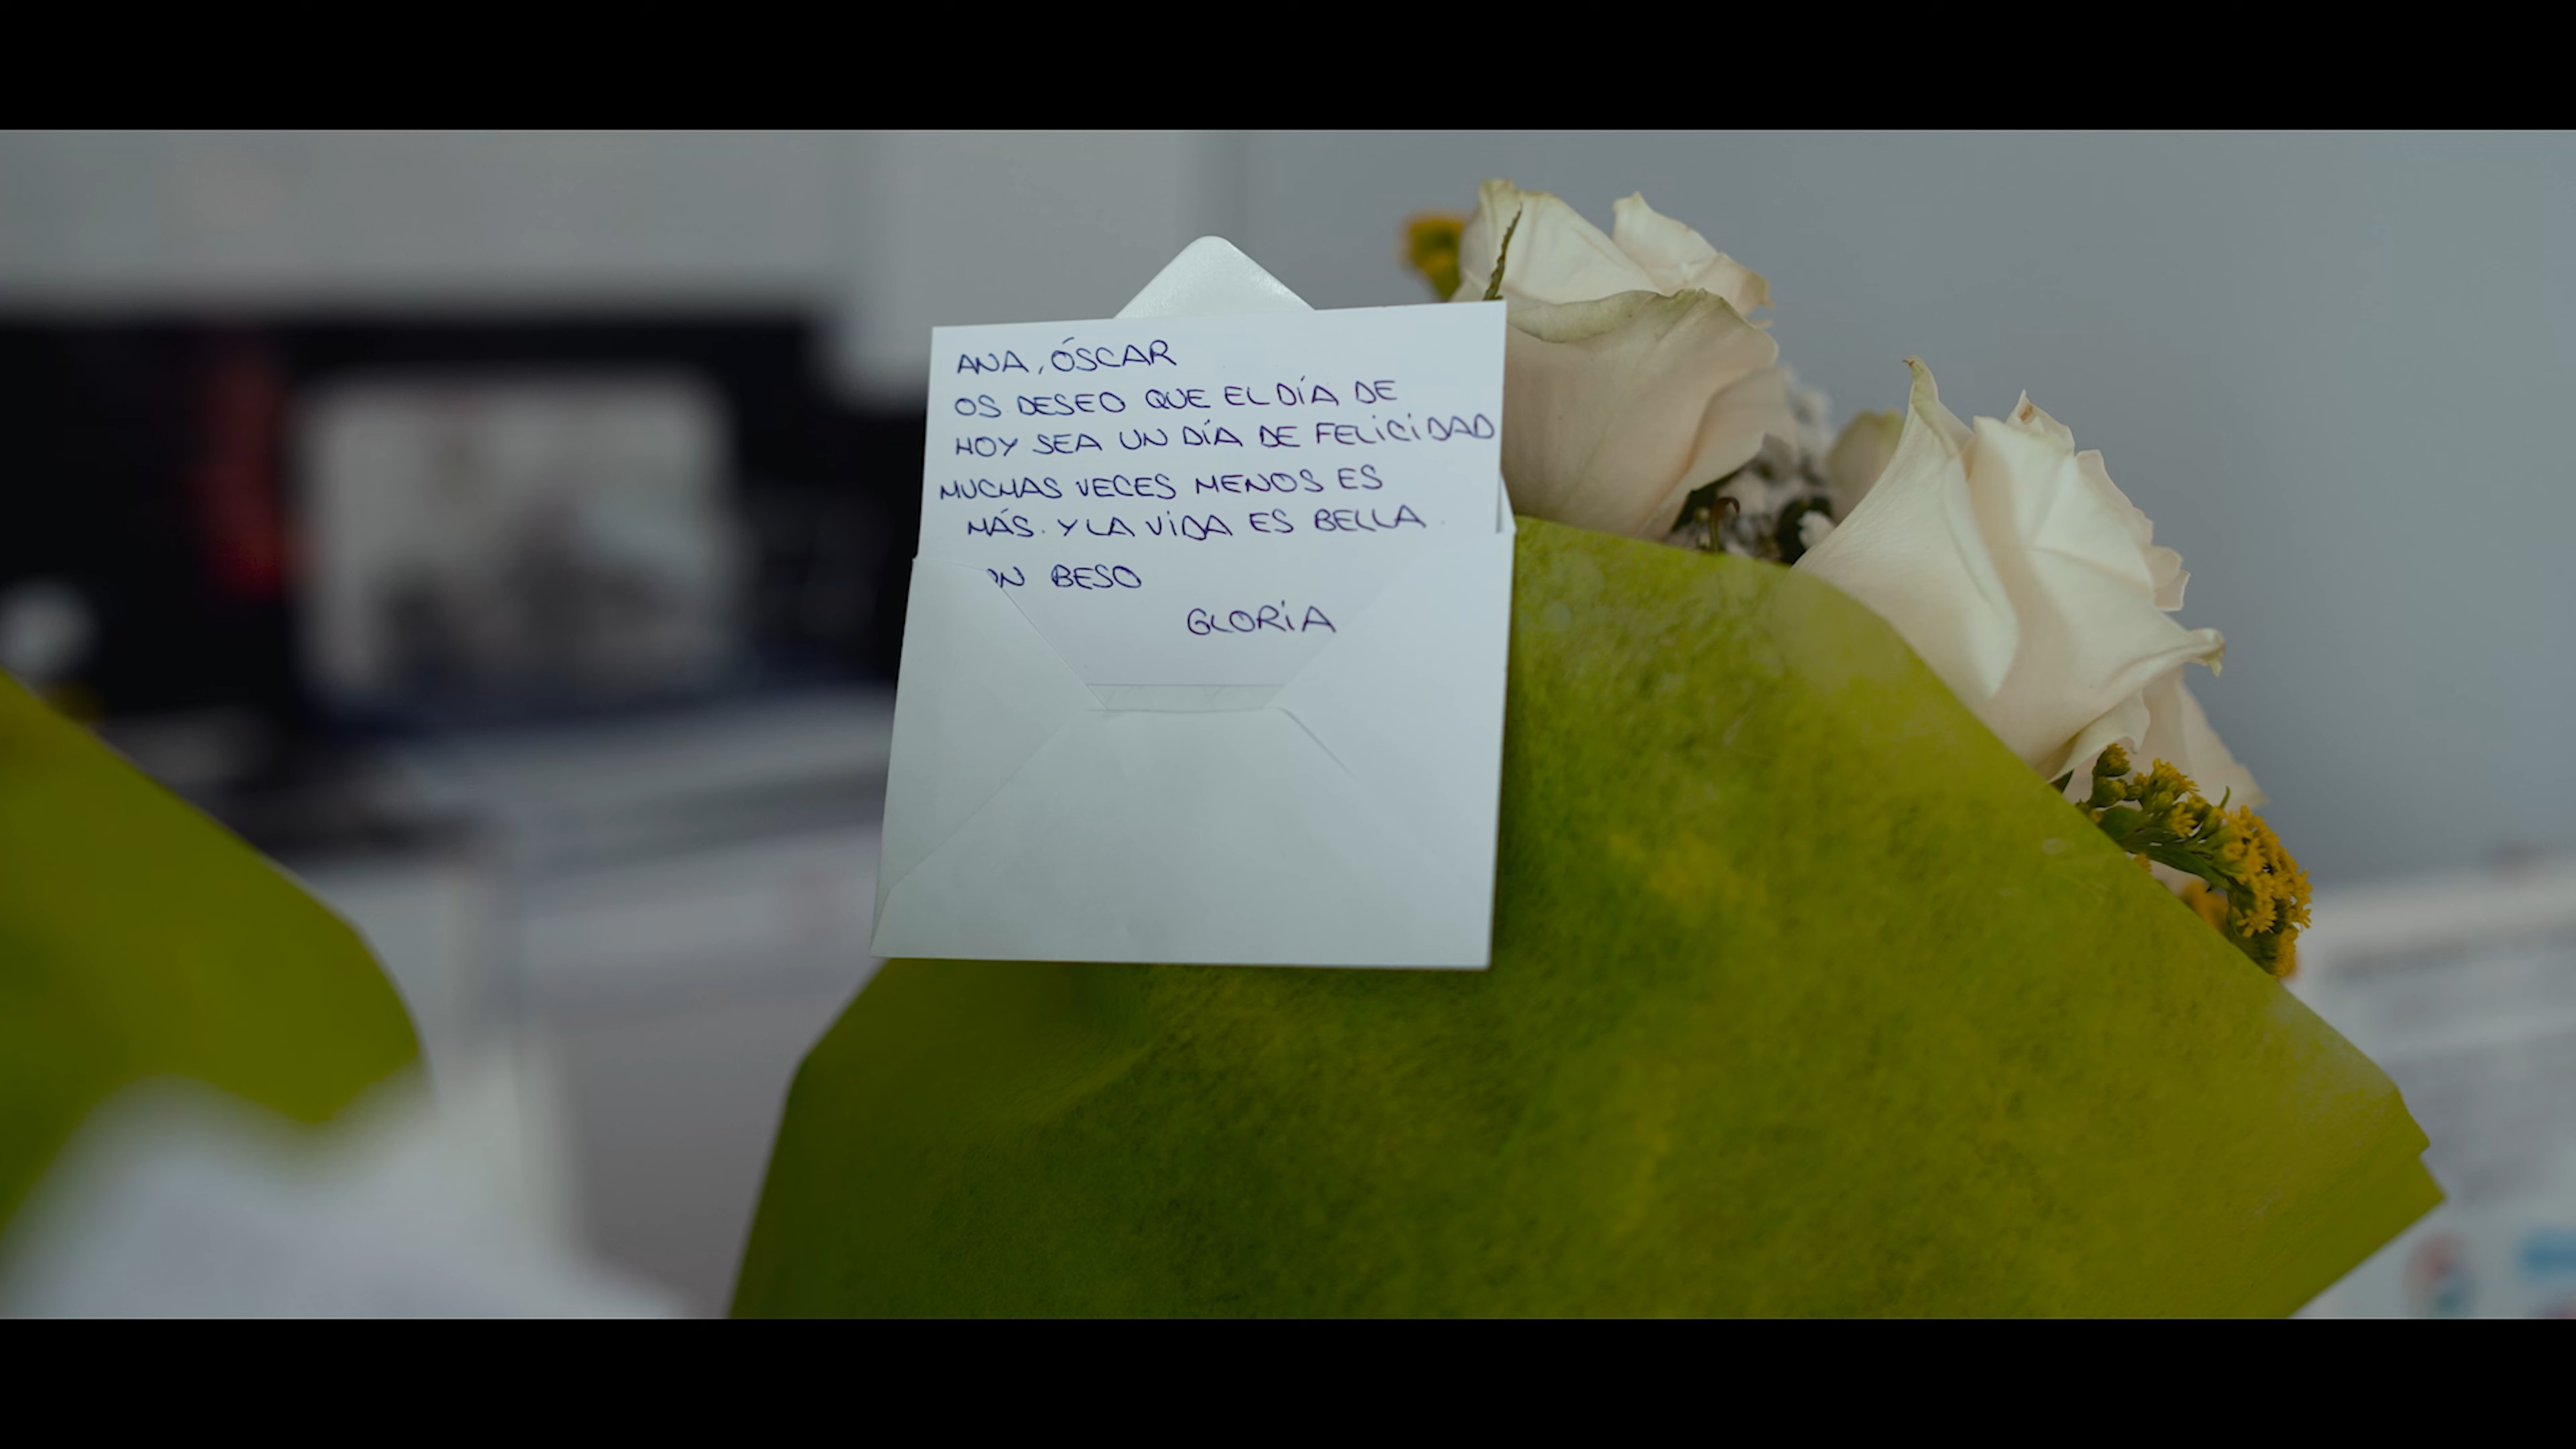 ANA, ÓSCAR
OS DESEO QUE EL DÍA DE
HOY SEA UN DÍA DE FELICIDAD
MUCHAS VECES MENOS ES
MÁS. Y LA VIDA ES BELLA.
BESO
GLORIA